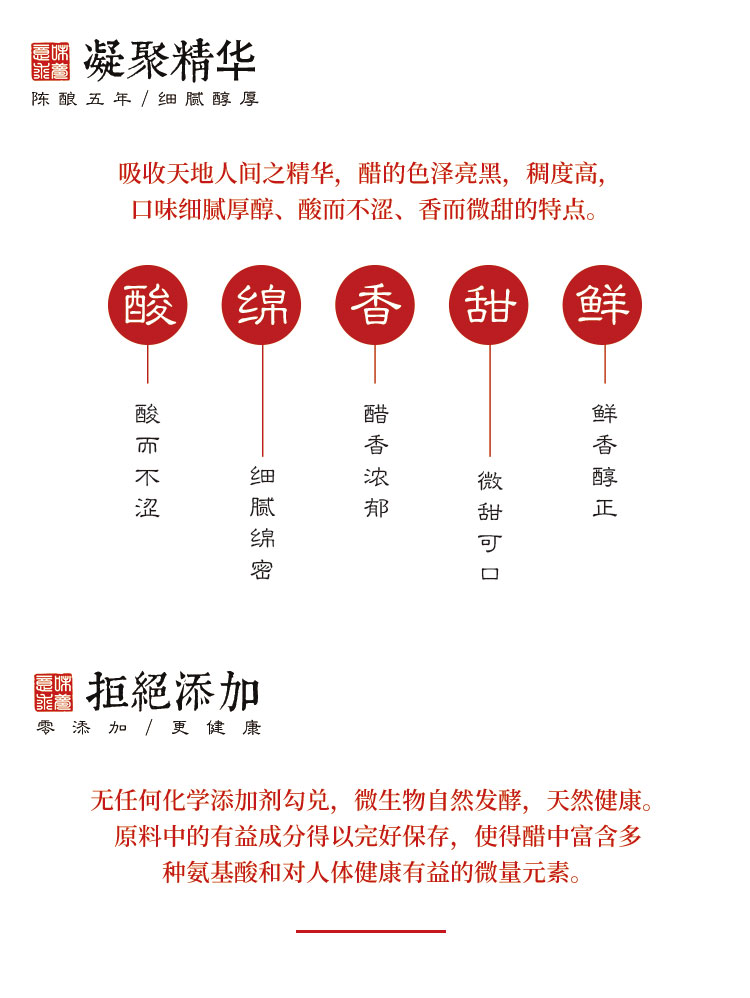 凝聚精华
陈酿五年/细腻醇厚
吸收天地人间之精华，醋的色泽亮黑，稠度高，
口味细腻厚醇、酸而不涩、香而微甜的特点。
酸
绵
香
甜
鲜
酸而不涩
细腻绵密
醋香浓郁
微甜可口
鲜香醇正
拒絕添加
零添加/更健康
无任何化学添加剂勾兑，微生物自然发酵，天然健康。
原料中的有益成分得以完好保存，使得醋中富含多
种氨基酸和对人体健康有益的微量元素。